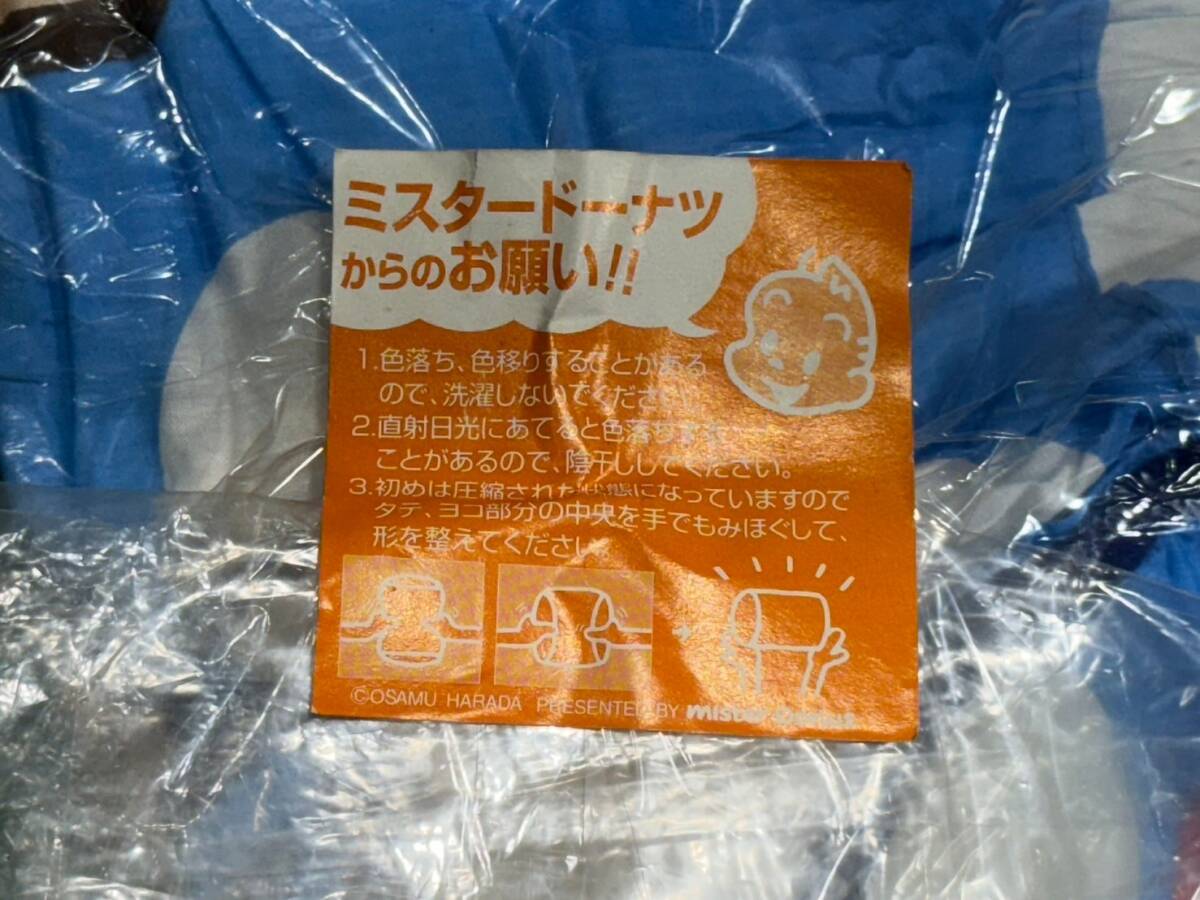 ミスタードーナツ
からのお願い!!
1.色落ち、色移りすることがある
ので、洗濯しないでください
2.直射日光にあてると色落ちする
ことがあるので、陰干ししてください。
3.初めは圧縮された状態になっていますので
タテ、ヨコ部分の中央を手でもみほぐして、
形を整えてください。
©OSAMU HARADA PRESENTED BY mister Donut